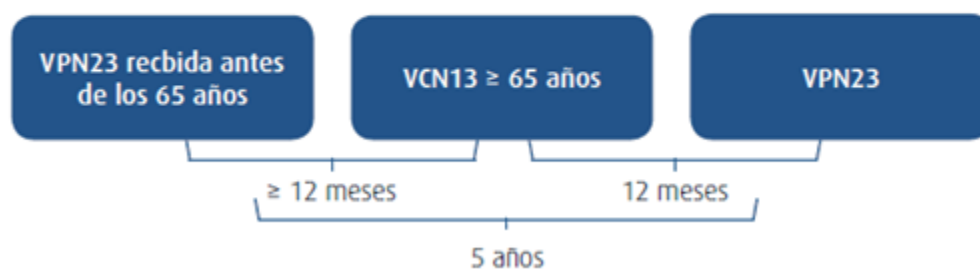 VPN23 recbida antes
de los 65 años
VCN13 ≥ 65 años
VPN23
≥ 12 meses
12 meses
5 años